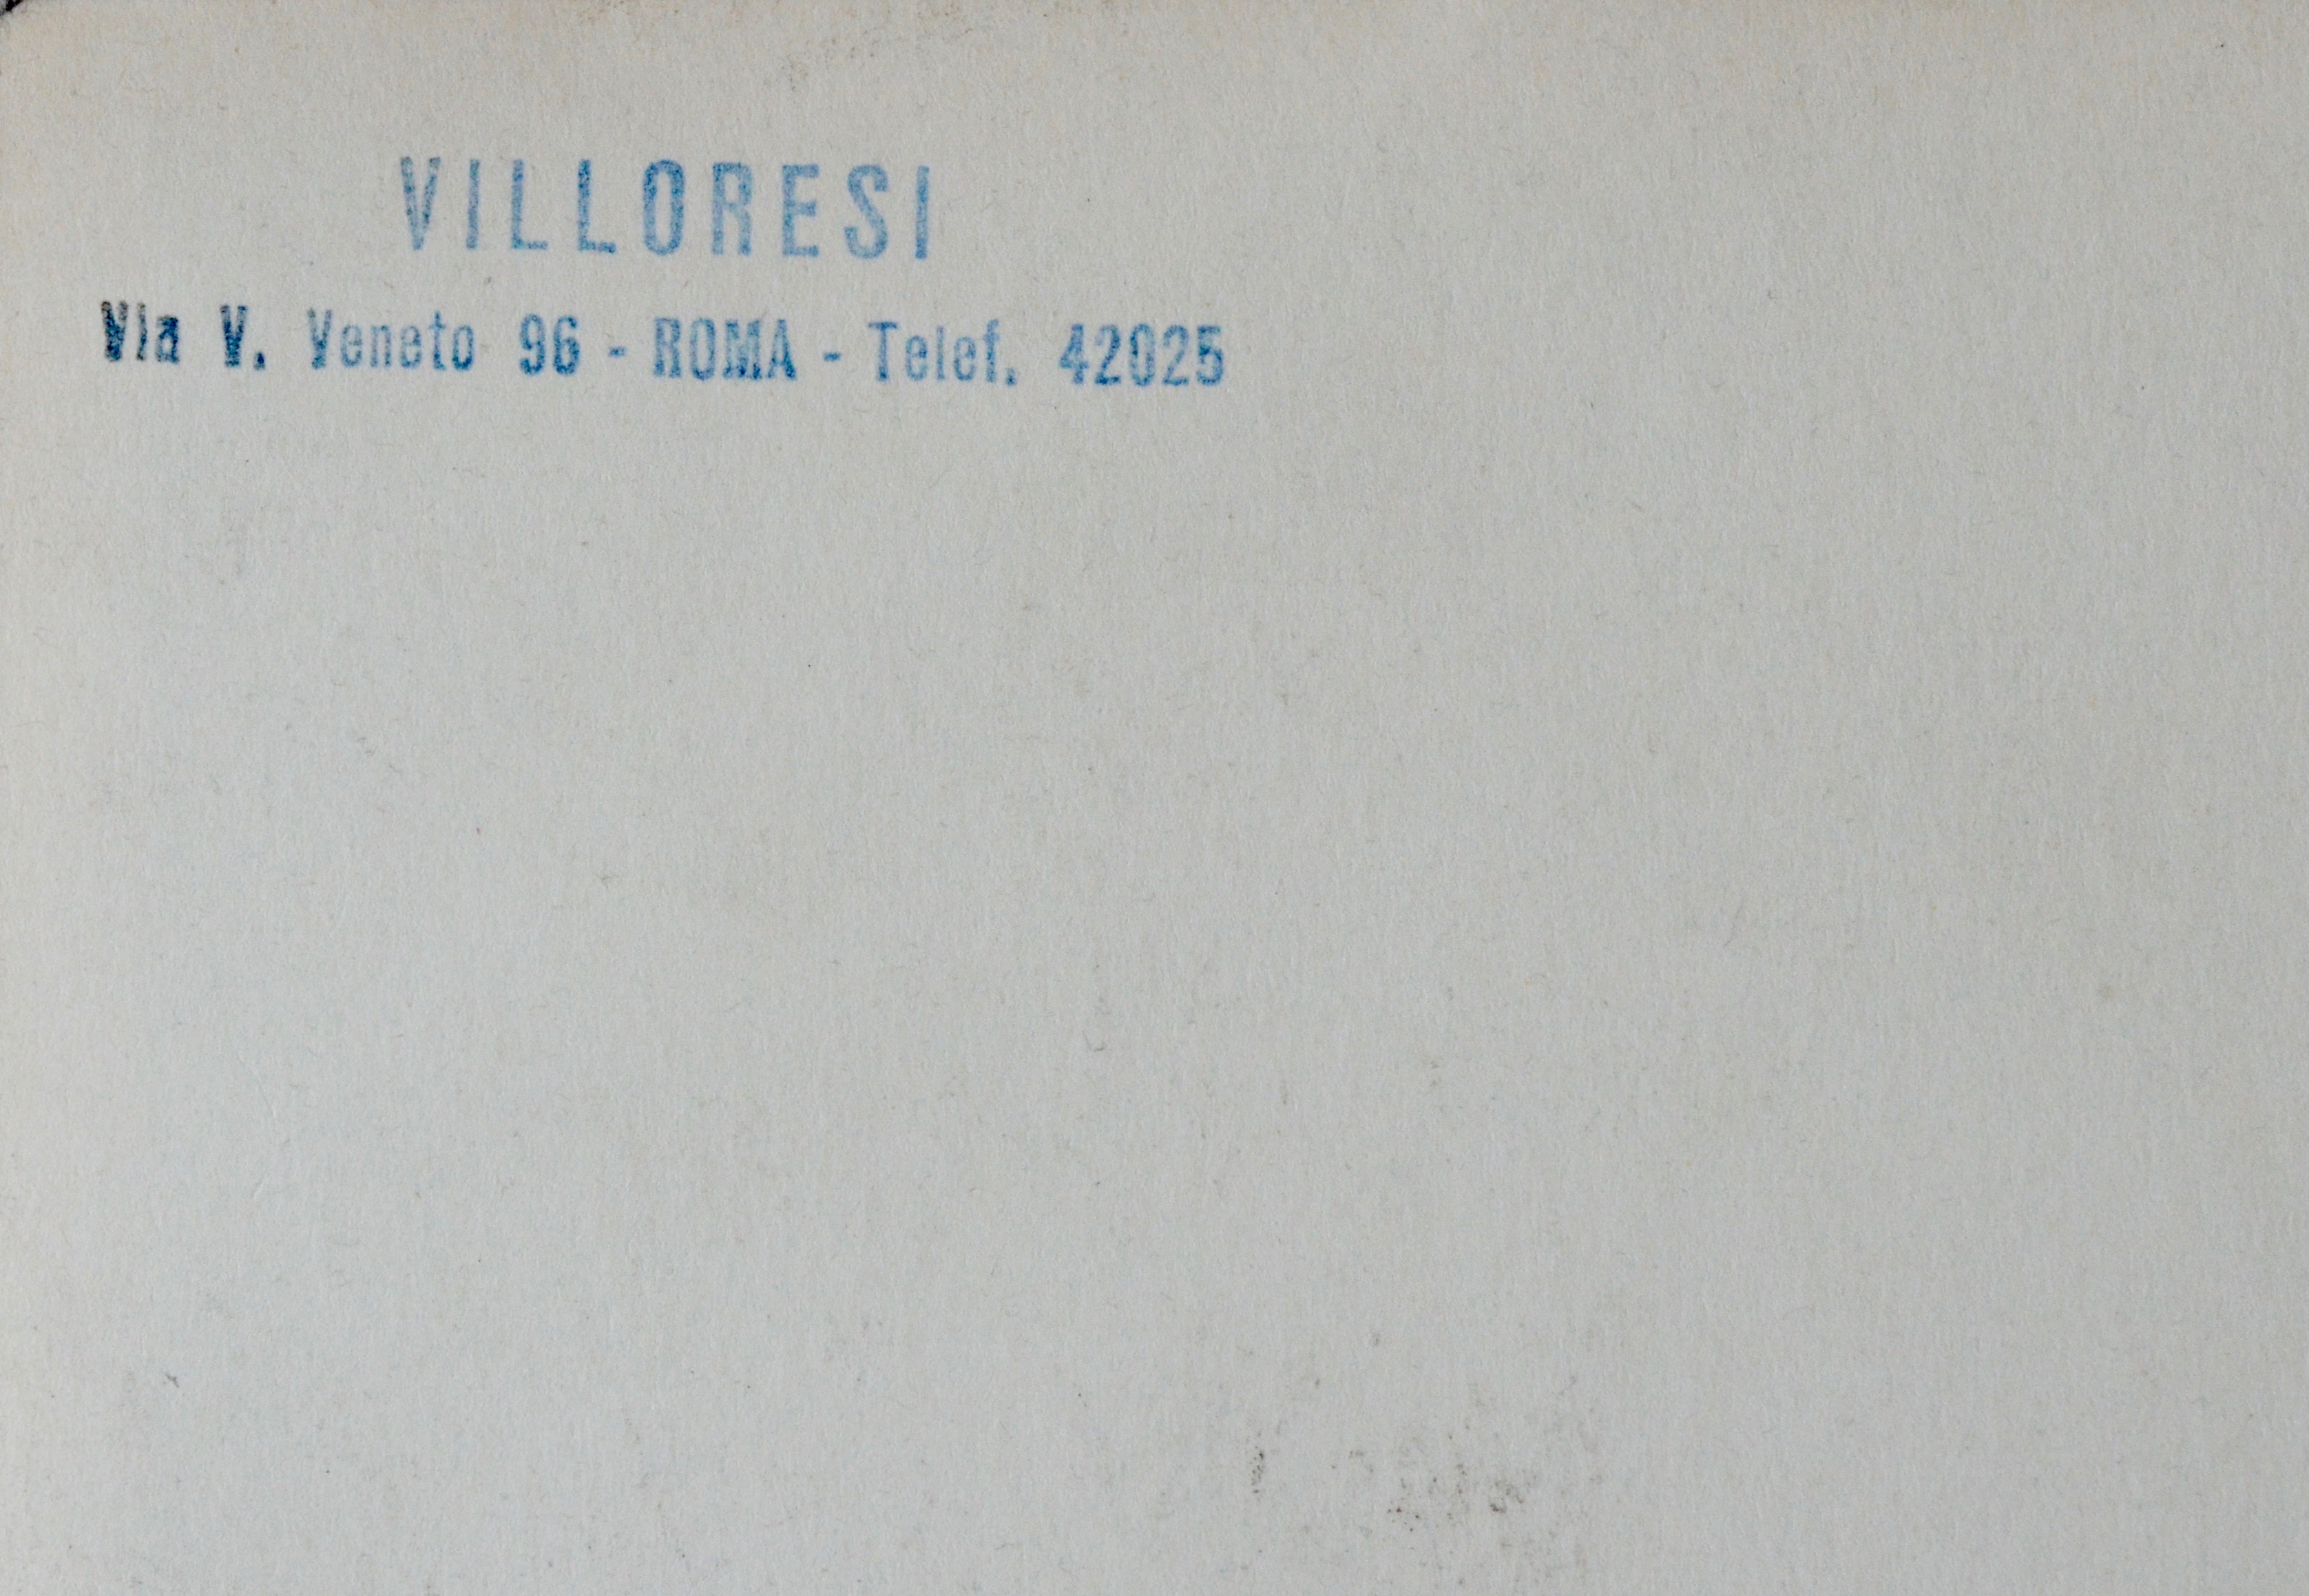 VILLORESI
Via V. Veneto 96 - ROMA - Telef. 42025